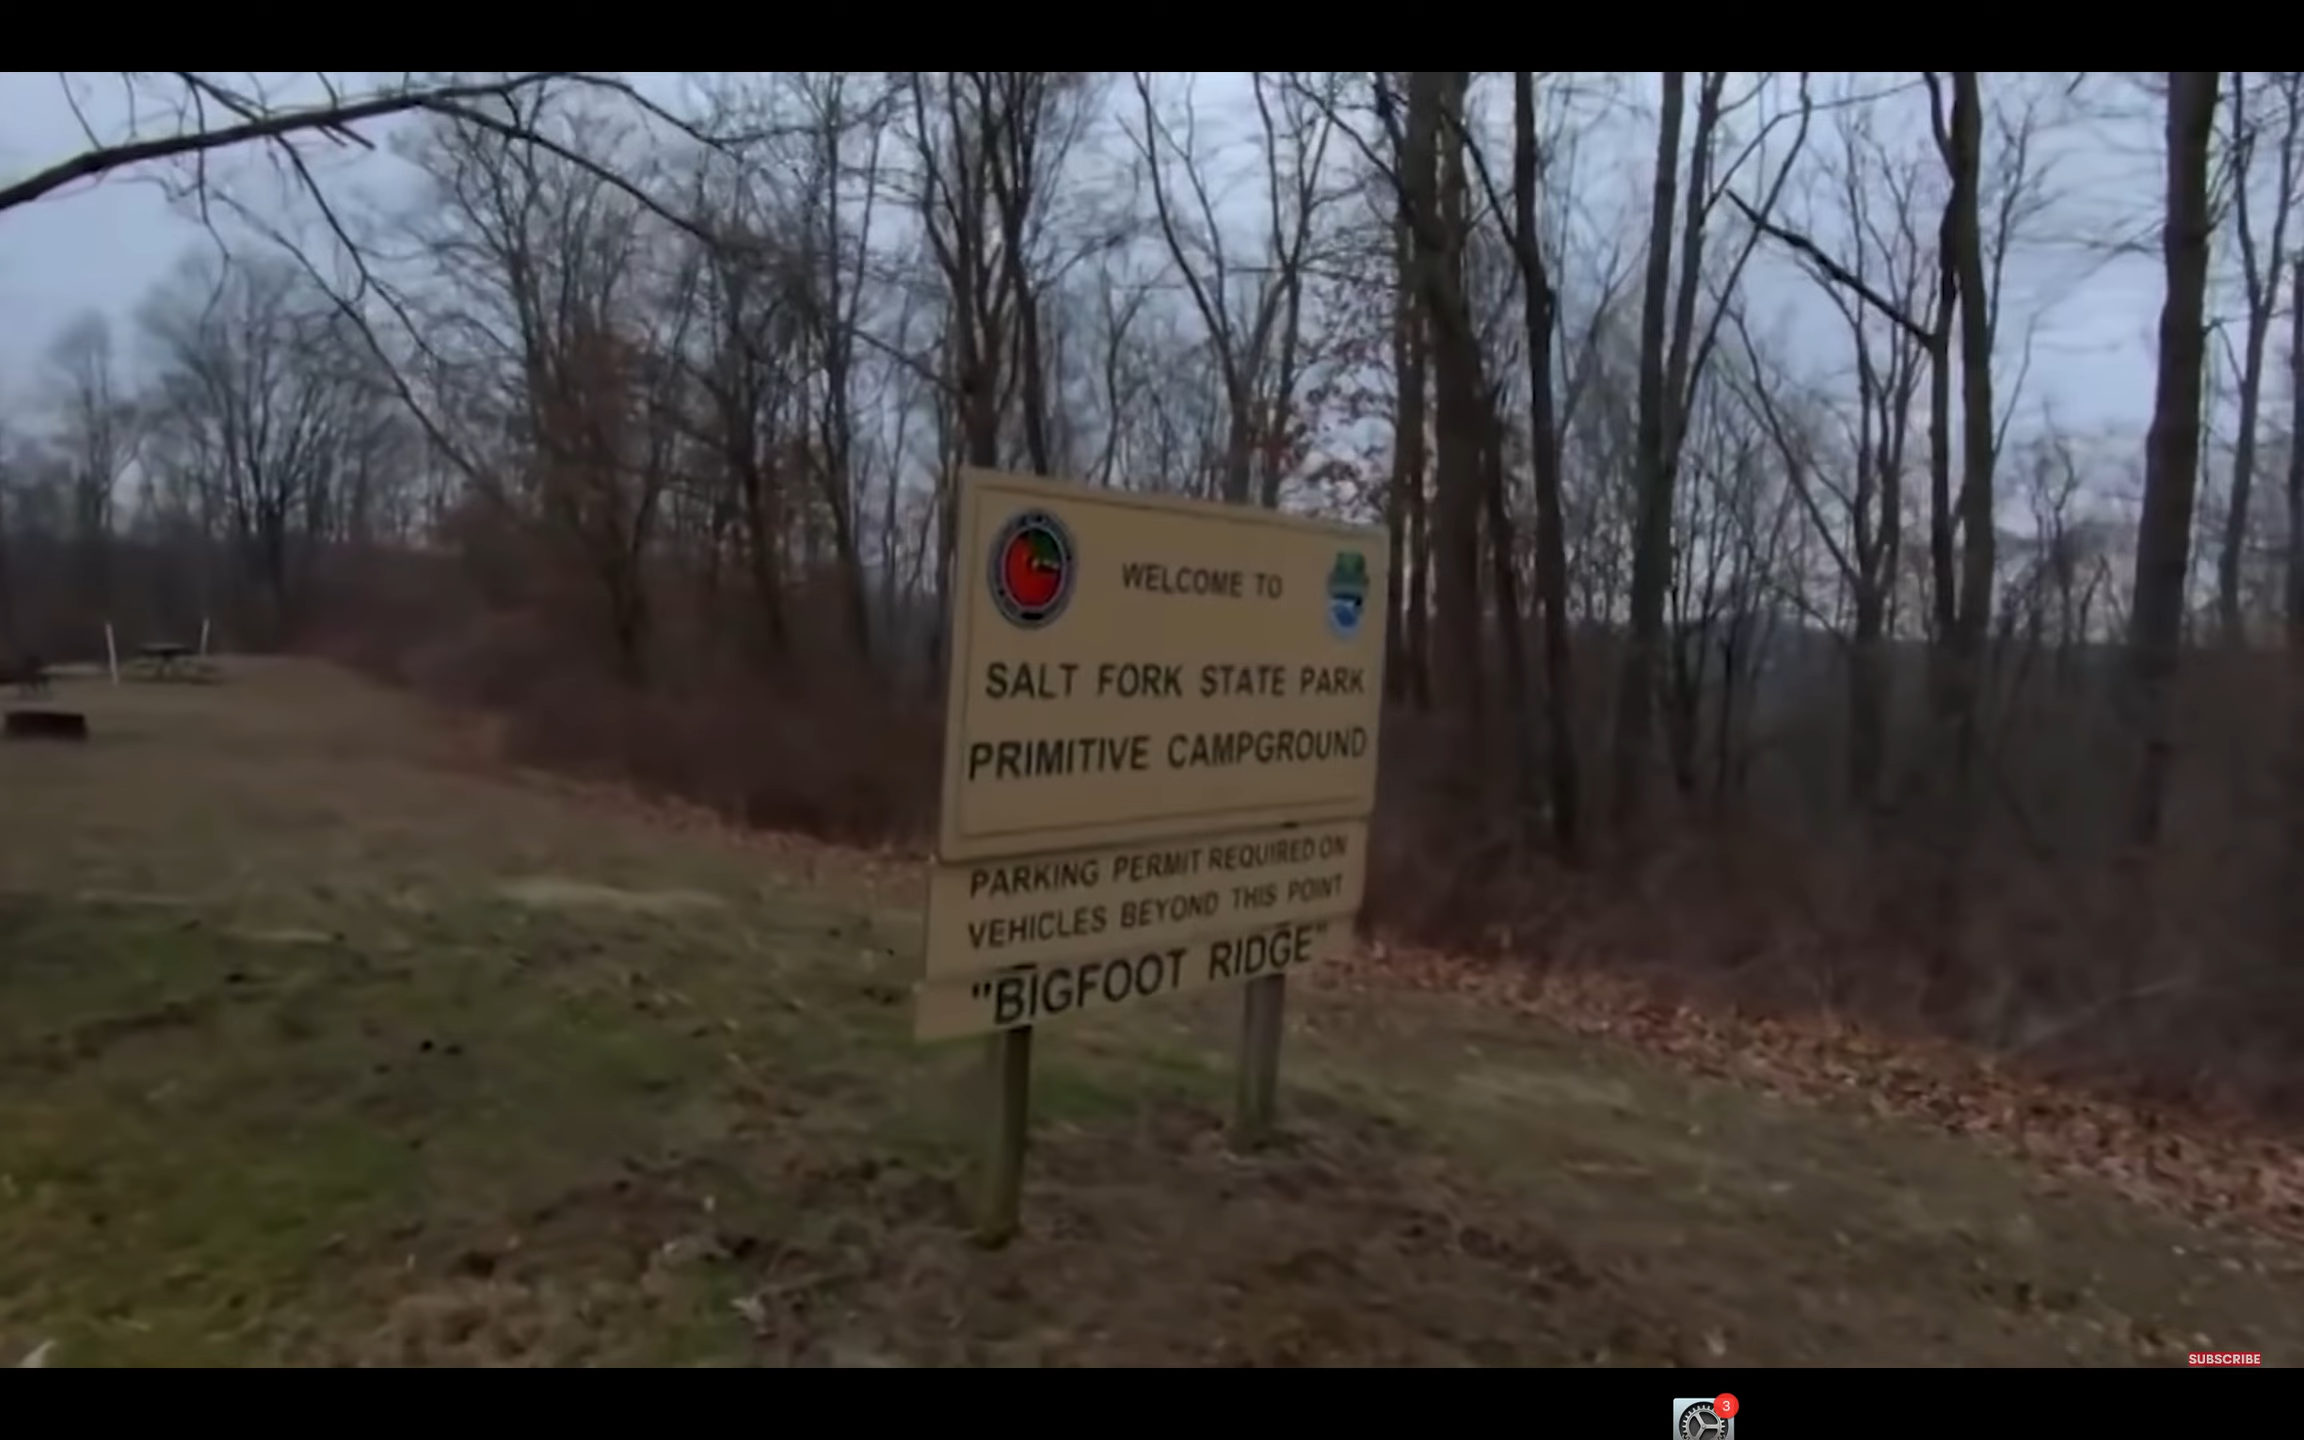 WELCOME TO
SALT FORK STATE PARK
PRIMITIVE CAMPGROUND
PARKING PERMIT REQUIRED ON
VEHICLES BEYOND THIS POINT
"BIGFOOT RIDGE"
SUBSCRIBE
3